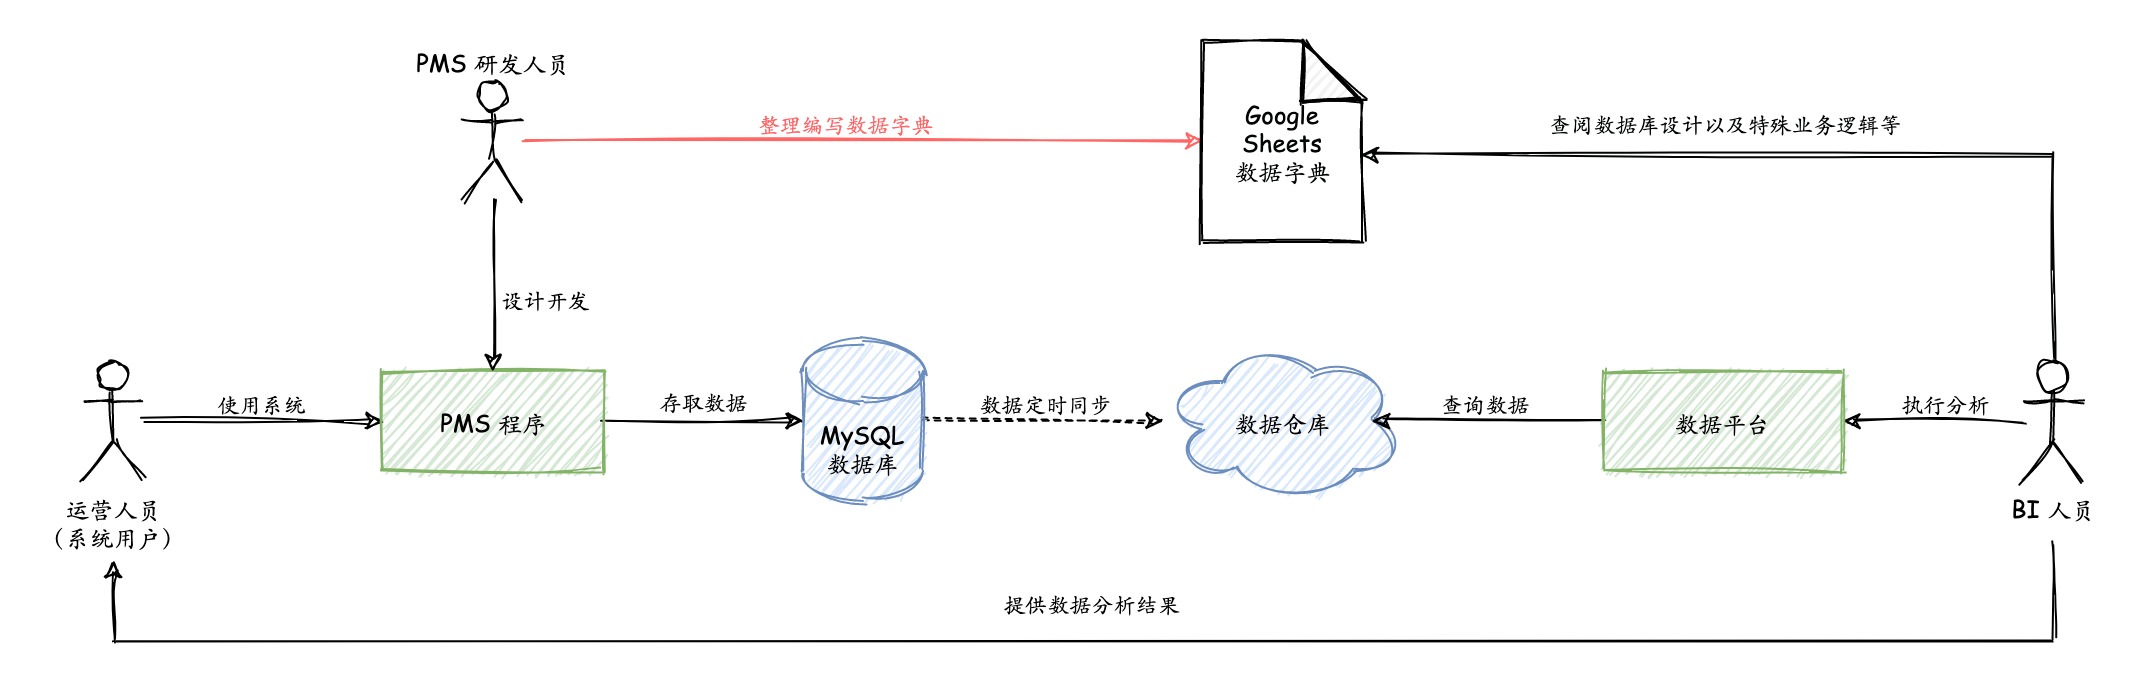 PMS 研发人员
整理编写数据字典
Google
Sheets
数据字典
查阅数据库设计以及特殊业务逻辑等
设计开发
使用系统
PMS 程序
存取数据
MySQL
数据库
数据定时同步
数据仓库
查询数据
数据平台
执行分析
运营人员
（系统用户）
BI 人员
提供数据分析结果